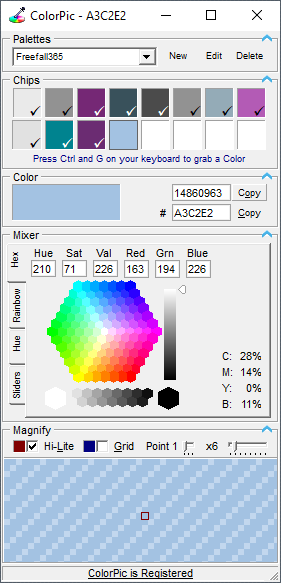 ColorPic - A3C2E2
Palettes
Freefall365 New Edit Delete
Chips
Press Ctrl and G on your keyboard to grab a Color
Color
14860963 Copy
# A3C2E2 Copy
Mixer
Hex
Rainbow
Hue
Sliders
Hue Sat Val Red Grn Blue
210 71 226 163 194 226
C: 28%
M: 14%
Y: 0%
B: 11%
Magnify
Hi-Lite Grid Point 1 x6
ColorPic is Registered